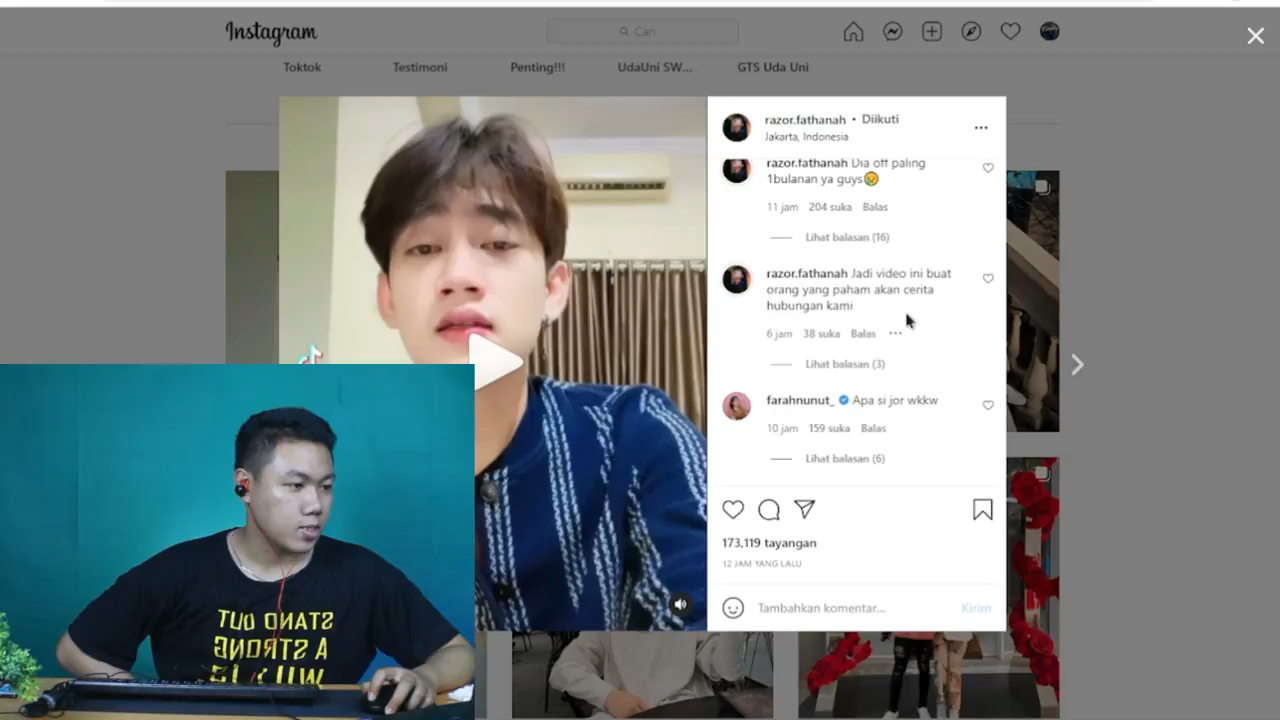 Instagram
Cari
Toktok
Testimoni
Penting!!!
UdaUni SW...
GTS Uda Uni
razor.fathanah • Diikuti
Jakarta, Indonesia
razor.fathanah Dia off paling
1bulanan ya guys😥
11 jam 204 suka Balas
Lihat balasan (16)
razor.fathanah Jadi video ini buat
orang yang paham akan cerita
hubungan kami
6 jam 38 suka Balas
Lihat balasan (3)
farahnunut_ Apa si jor wkkw
10 jam 159 suka Balas
Lihat balasan (6)
173,119 tayangan
12 JAM YANG LALU
Tambahkan komentar...
Kirim
STAND OUT
A STRONG